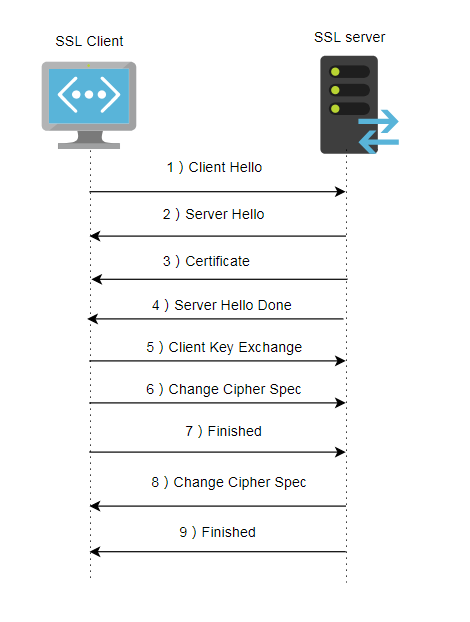 SSL Client
SSL server
1）Client Hello
2）Server Hello
3）Certificate
4）Server Hello Done
5）Client Key Exchange
6）Change Cipher Spec
7）Finished
8）Change Cipher Spec
9）Finished